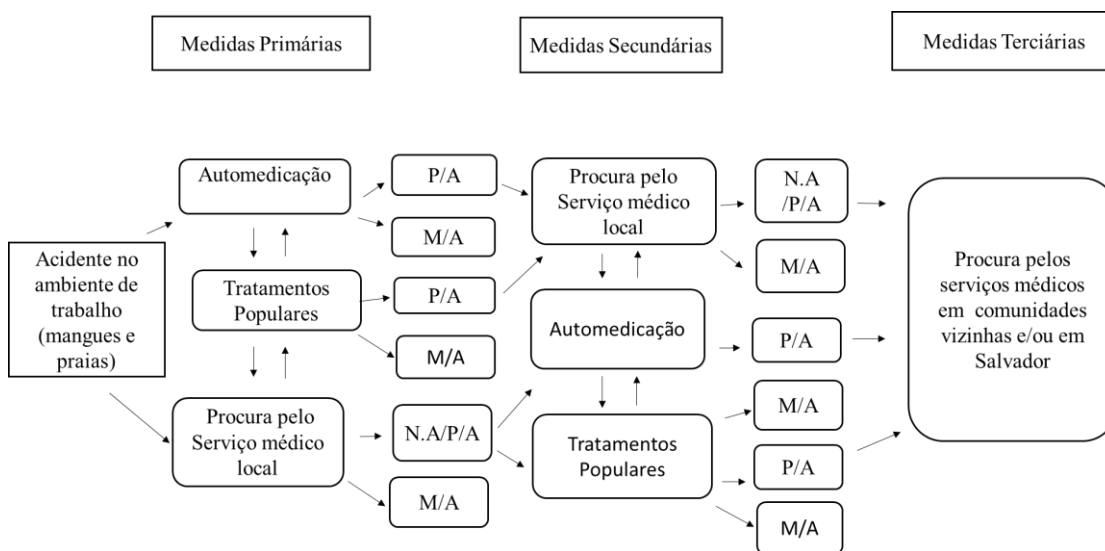 Medidas Primárias
Medidas Secundárias
Medidas Terciárias
Acidente no
ambiente de
trabalho
(mangues e
praias)
Automedicação
Tratamentos
Populares
Procura pelo
Serviço médico
local
P/A
M/A
P/A
M/A
N.A/P/A
M/A
Procura pelo
Serviço médico
local
Automedicação
Tratamentos
Populares
N.A
/P/A
M/A
P/A
M/A
P/A
M/A
Procura pelos
serviços médicos
em comunidades
vizinhas e/ou em
Salvador